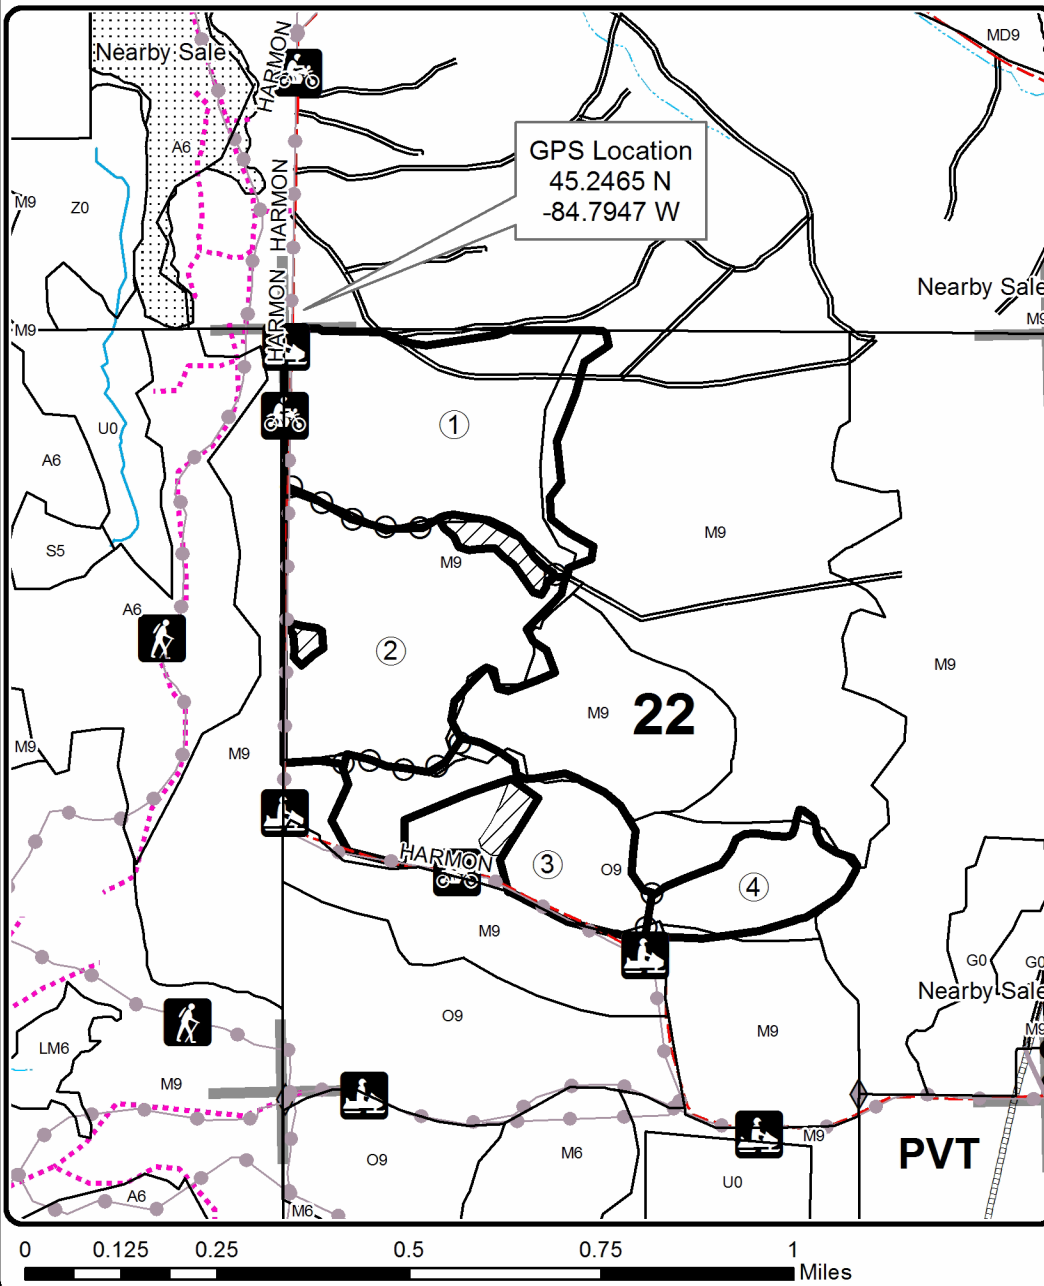 MD9
Nearby Sale
HARMON
A6
GPS Location
45.2465 N
-84.7947 W
M9
Z0
HARMON
HARMON
Nearby Sale
M9
M9
1
U0
A6
M9
S5
M9
A6
2
M9
M9
22
M9
M9
HARMON
3
O9
4
M9
G0
G0
Nearby Sale
O9
M9
M9
LM6
M9
M9
O9
M6
PVT
U0
A6
M6
0
0.125
0.25
0.5
0.75
1
Miles